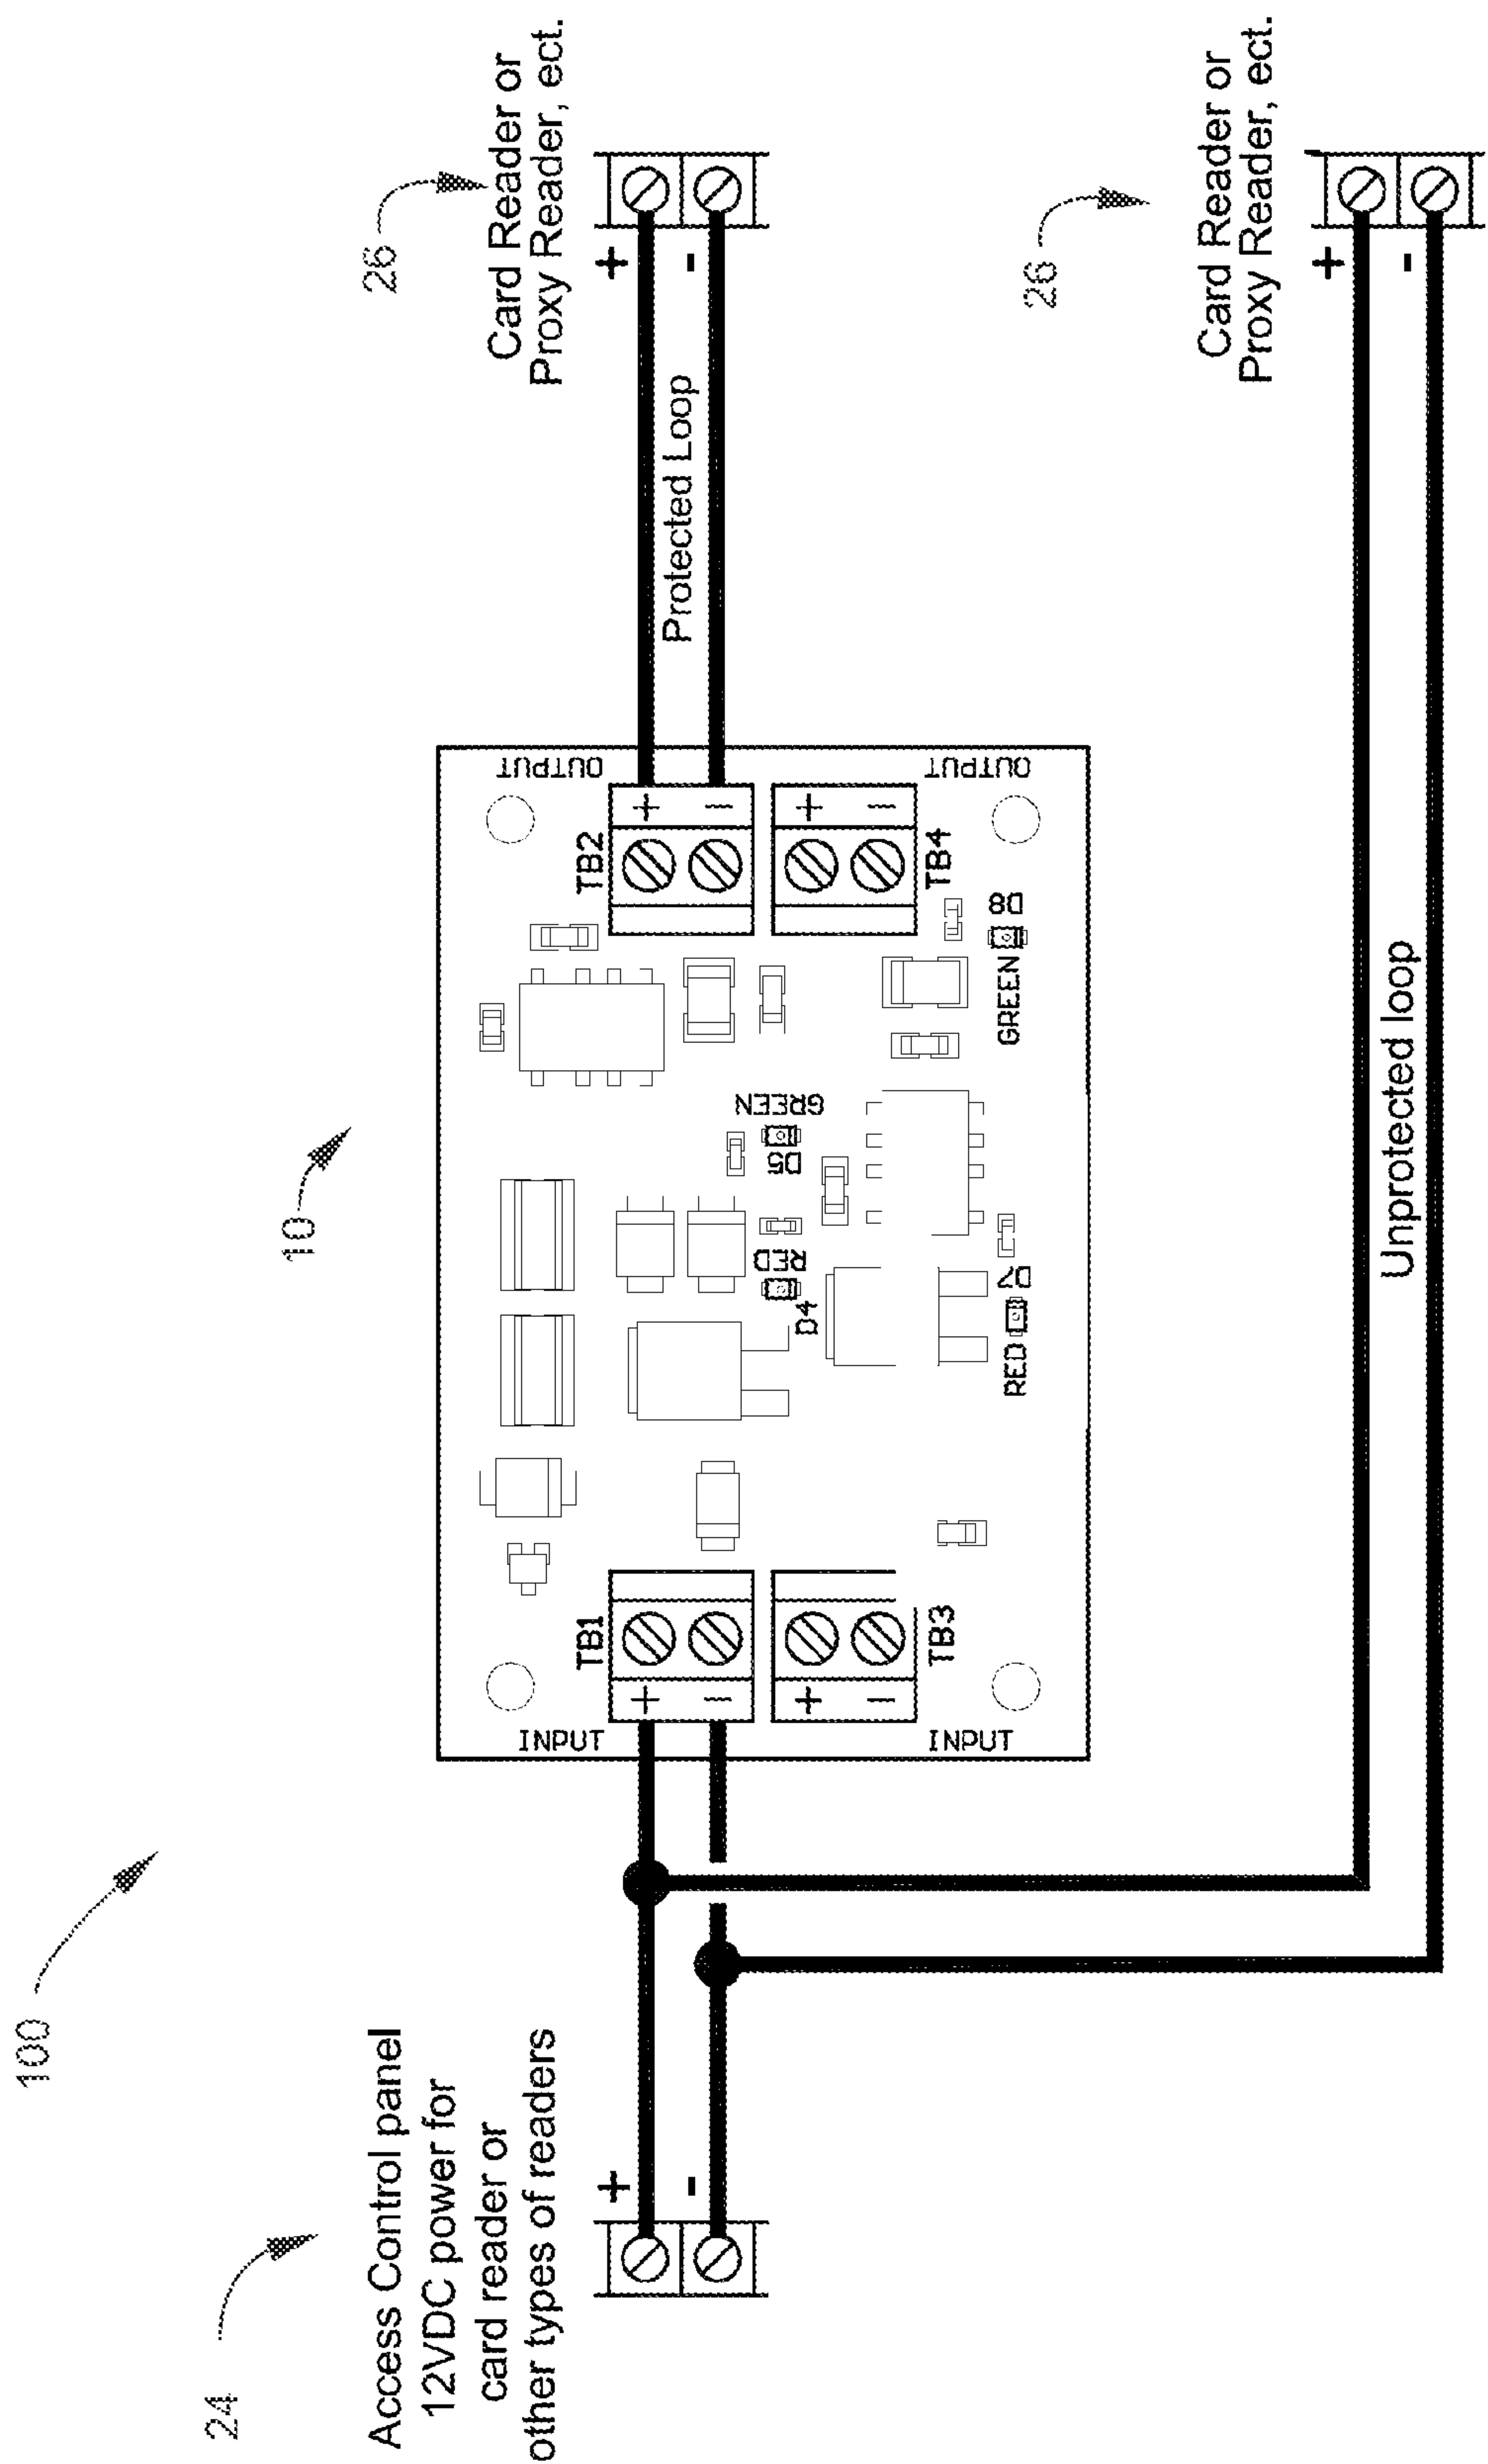 100
24
Access Control panel
12VDC power for
card reader or
other types of readers
+
-
10
INPUT
TB1
+
-
OUTPUT
TB2
+
-
RED
D4
GREEN
D5
INPUT
TB3
+
-
OUTPUT
TB4
+
-
RED
D7
GREEN
D8
Protected Loop
26
Card Reader or
Proxy Reader, ect.
+
-
Unprotected loop
26
Card Reader or
Proxy Reader, ect.
+
-